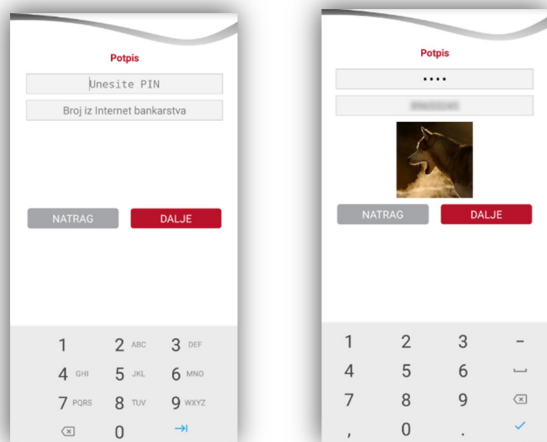 Potpis
Unesite PIN
Broj iz Internet bankarstva
NATRAG DALJE
1 2 ABC 3 DEF
4 GHI 5 JKL 6 MNO
7 PQRS 8 TUV 9 WXYZ
0
Potpis
••••
NATRAG DALJE
1 2 3 -
4 5 6
7 8 9
, 0 .